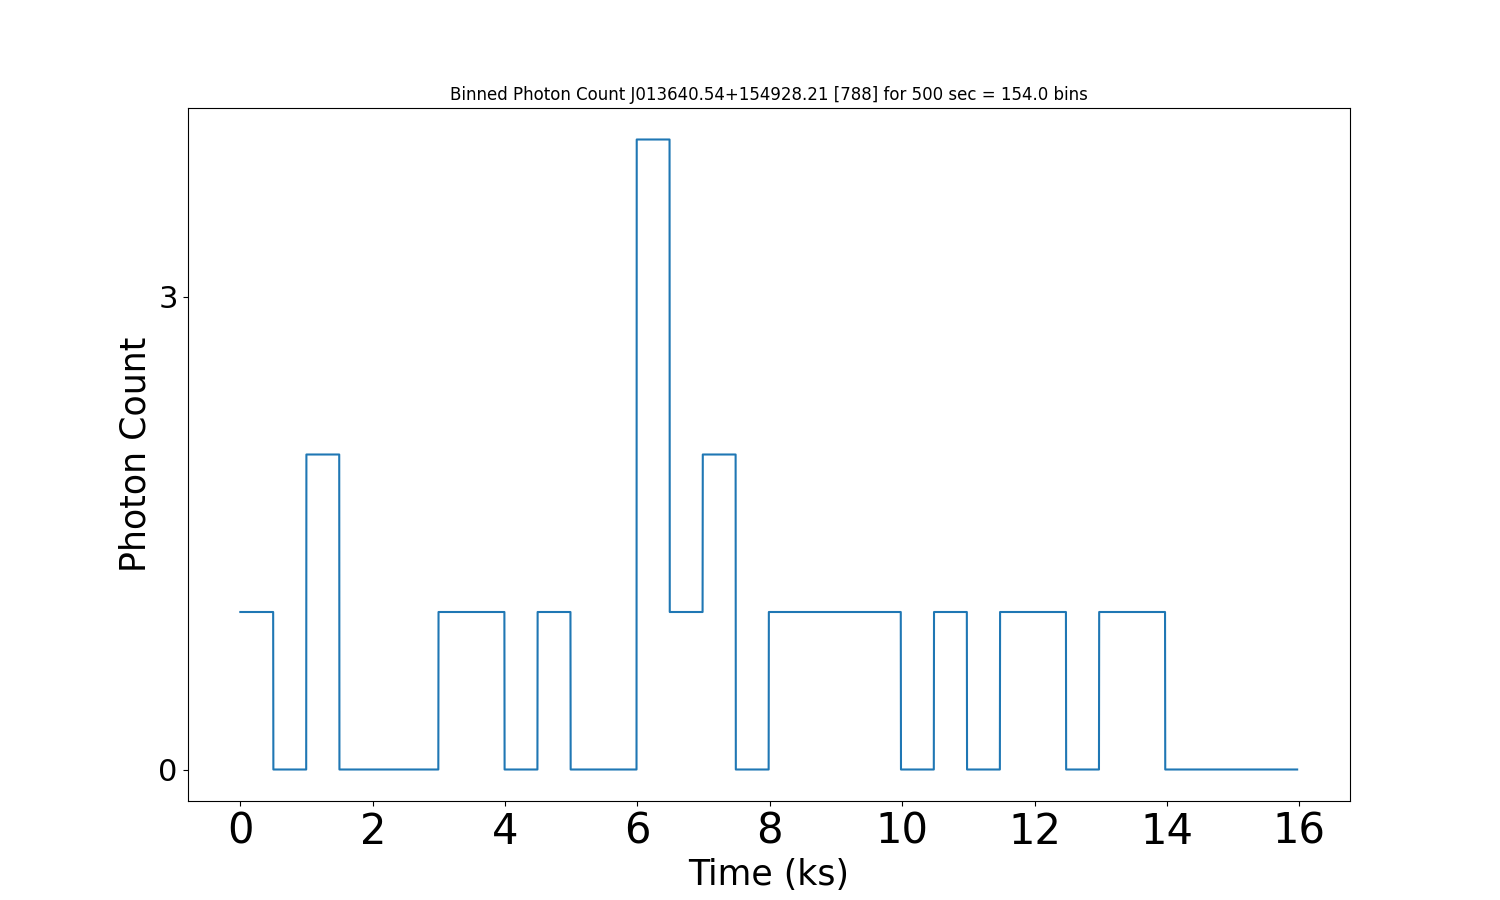 Binned Photon Count J013640.54+154928.21 [788] for 500 sec = 154.0 bins
Photon Count
3
0
0 2 4 6 8 10 12 14 16
Time (ks)